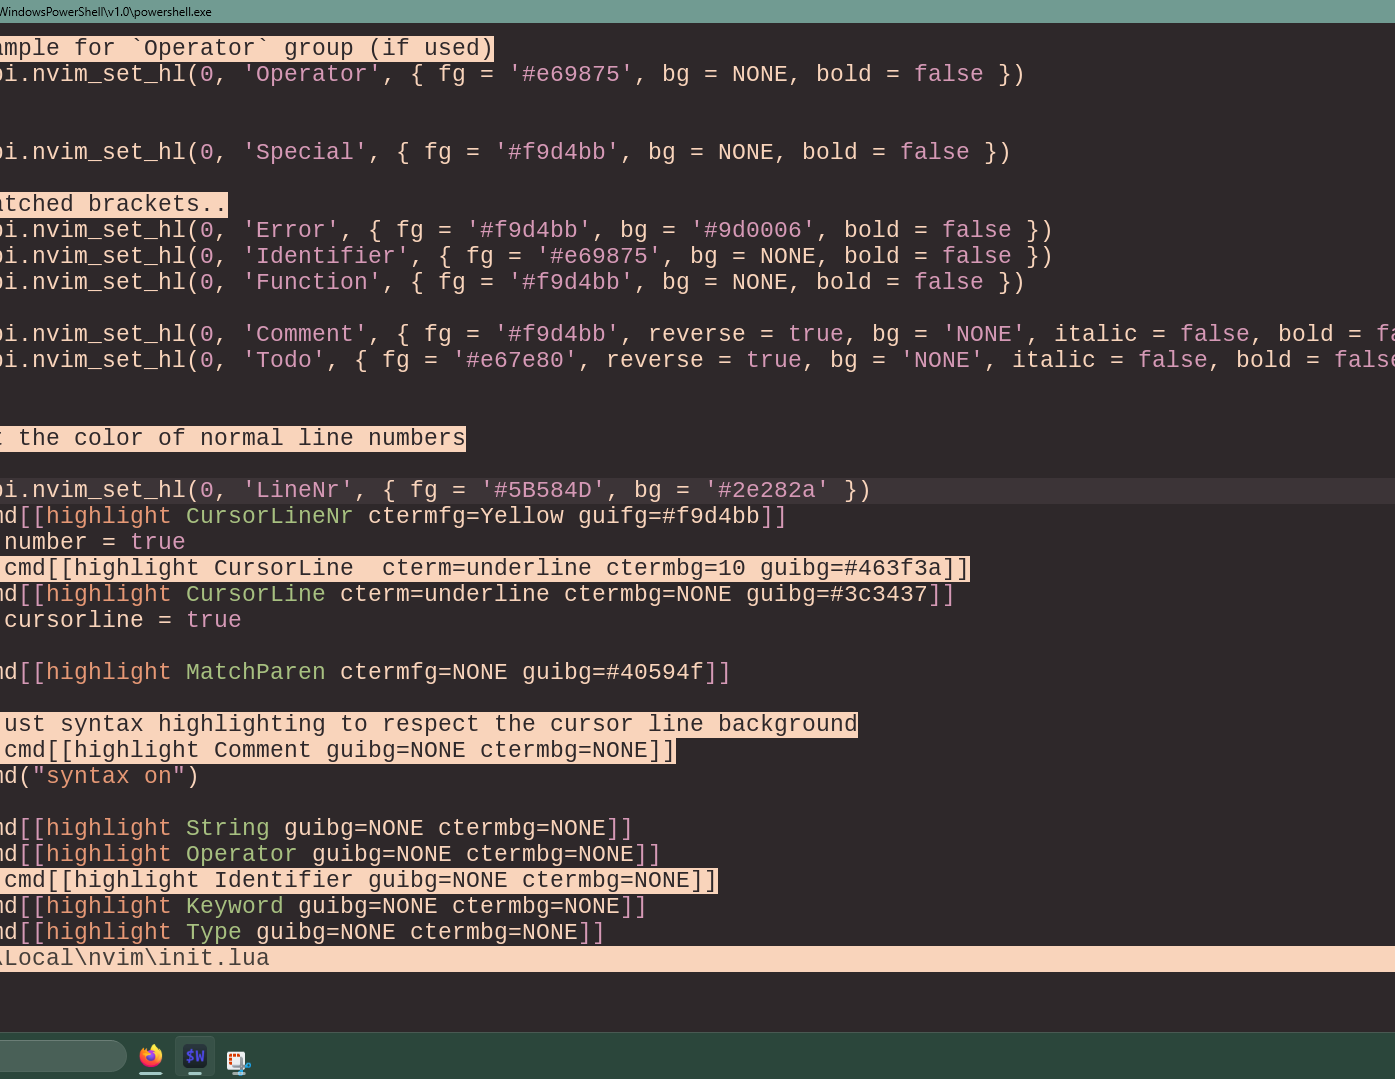 WindowsPowerShell\v1.0\powershell.exe
ample for `Operator` group (if used)
pi.nvim_set_hl(0, 'Operator', { fg = '#e69875', bg = NONE, bold = false })
pi.nvim_set_hl(0, 'Special', { fg = '#f9d4bb', bg = NONE, bold = false })
atched brackets..
pi.nvim_set_hl(0, 'Error', { fg = '#f9d4bb', bg = '#9d0006', bold = false })
pi.nvim_set_hl(0, 'Identifier', { fg = '#e69875', bg = NONE, bold = false })
pi.nvim_set_hl(0, 'Function', { fg = '#f9d4bb', bg = NONE, bold = false })
pi.nvim_set_hl(0, 'Comment', { fg = '#f9d4bb', reverse = true, bg = 'NONE', italic = false, bold = fa
pi.nvim_set_hl(0, 'Todo', { fg = '#e67e80', reverse = true, bg = 'NONE', italic = false, bold = false
t the color of normal line numbers
pi.nvim_set_hl(0, 'LineNr', { fg = '#5B584D', bg = '#2e282a' })
md[[highlight CursorLineNr ctermfg=Yellow guifg=#f9d4bb]]
number = true
cmd[[highlight CursorLine  cterm=underline ctermbg=10 guibg=#463f3a]]
md[[highlight CursorLine cterm=underline ctermbg=NONE guibg=#3c3437]]
cursorline = true
md[[highlight MatchParen ctermfg=NONE guibg=#40594f]]
ust syntax highlighting to respect the cursor line background
cmd[[highlight Comment guibg=NONE ctermbg=NONE]]
md("syntax on")
md[[highlight String guibg=NONE ctermbg=NONE]]
md[[highlight Operator guibg=NONE ctermbg=NONE]]
cmd[[highlight Identifier guibg=NONE ctermbg=NONE]]
md[[highlight Keyword guibg=NONE ctermbg=NONE]]
md[[highlight Type guibg=NONE ctermbg=NONE]]
\Local\nvim\init.lua
$W